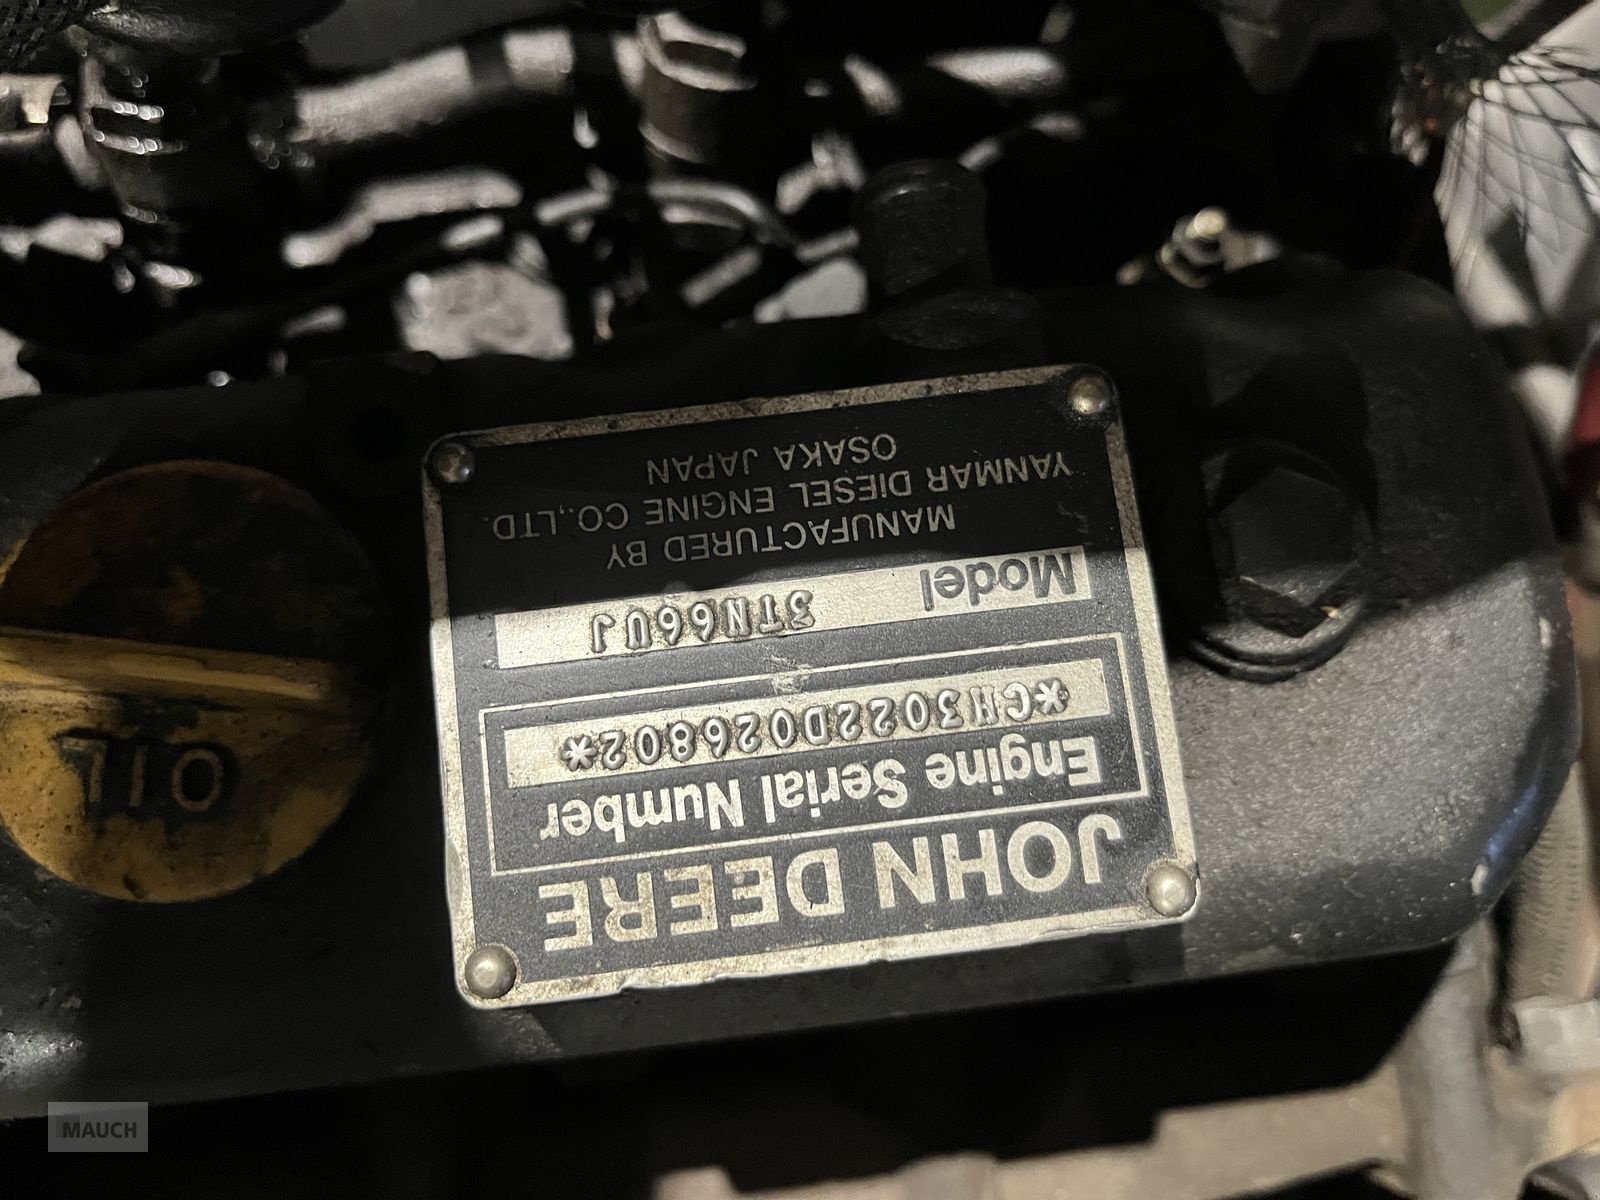 JOHN DEERE
Engine Serial Number
*CH3022D026802*
Model 3TN66UJ
MANUFACTURED BY
YANMAR DIESEL ENGINE CO.,LTD.
OSAKA JAPAN
OIL
MAUCH